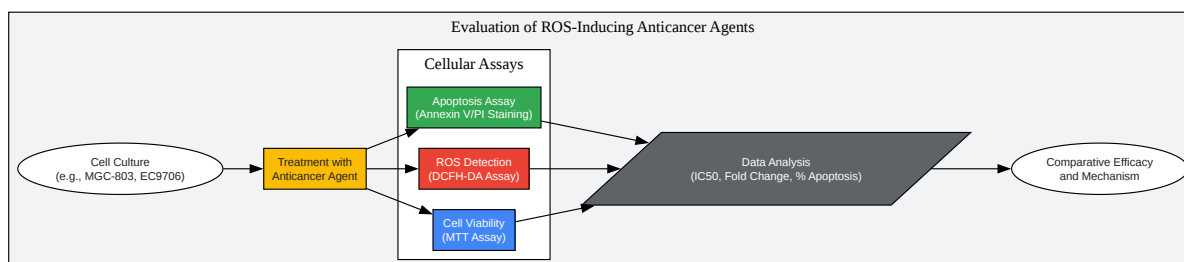 Evaluation of ROS-Inducing Anticancer Agents
Cellular Assays
Apoptosis Assay
(Annexin V/PI Staining)
Cell Culture
(e.g., MGC-803, EC9706)
Treatment with
Anticancer Agent
ROS Detection
(DCFH-DA Assay)
Data Analysis
(IC50, Fold Change, % Apoptosis)
Comparative Efficacy
and Mechanism
Cell Viability
(MTT Assay)